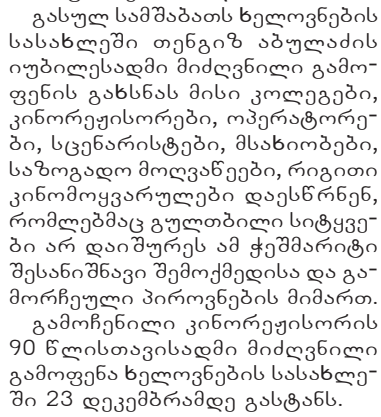 გასულ სამშაბათს ხელოვნების
სასახლეში თენგიზ აბულაძის
იუბილესადმი მიძღვნილი გამო-
ფენის გახსნას მისი კოლეგები,
კინორეჟისორები, ოპერატორე-
ბი, სცენარისტები, მსახიობები,
საზოგადო მოღვაწეები, რიგითი
კინომოყვარულები დაესწრნენ,
რომლებმაც გულთბილი სიტყვე-
ბი არ დაიშურეს ამ ჭეშმარიტი
შესანიშნავი შემოქმედისა და გა-
მორჩეული პიროვნების მიმართ.
გამოჩენილი კინორეჟისორის
90 წლისთავისადმი მიძღვნილი
გამოფენა ხელოვნების სასახლე-
ში 23 დეკემბრამდე გასტანს.